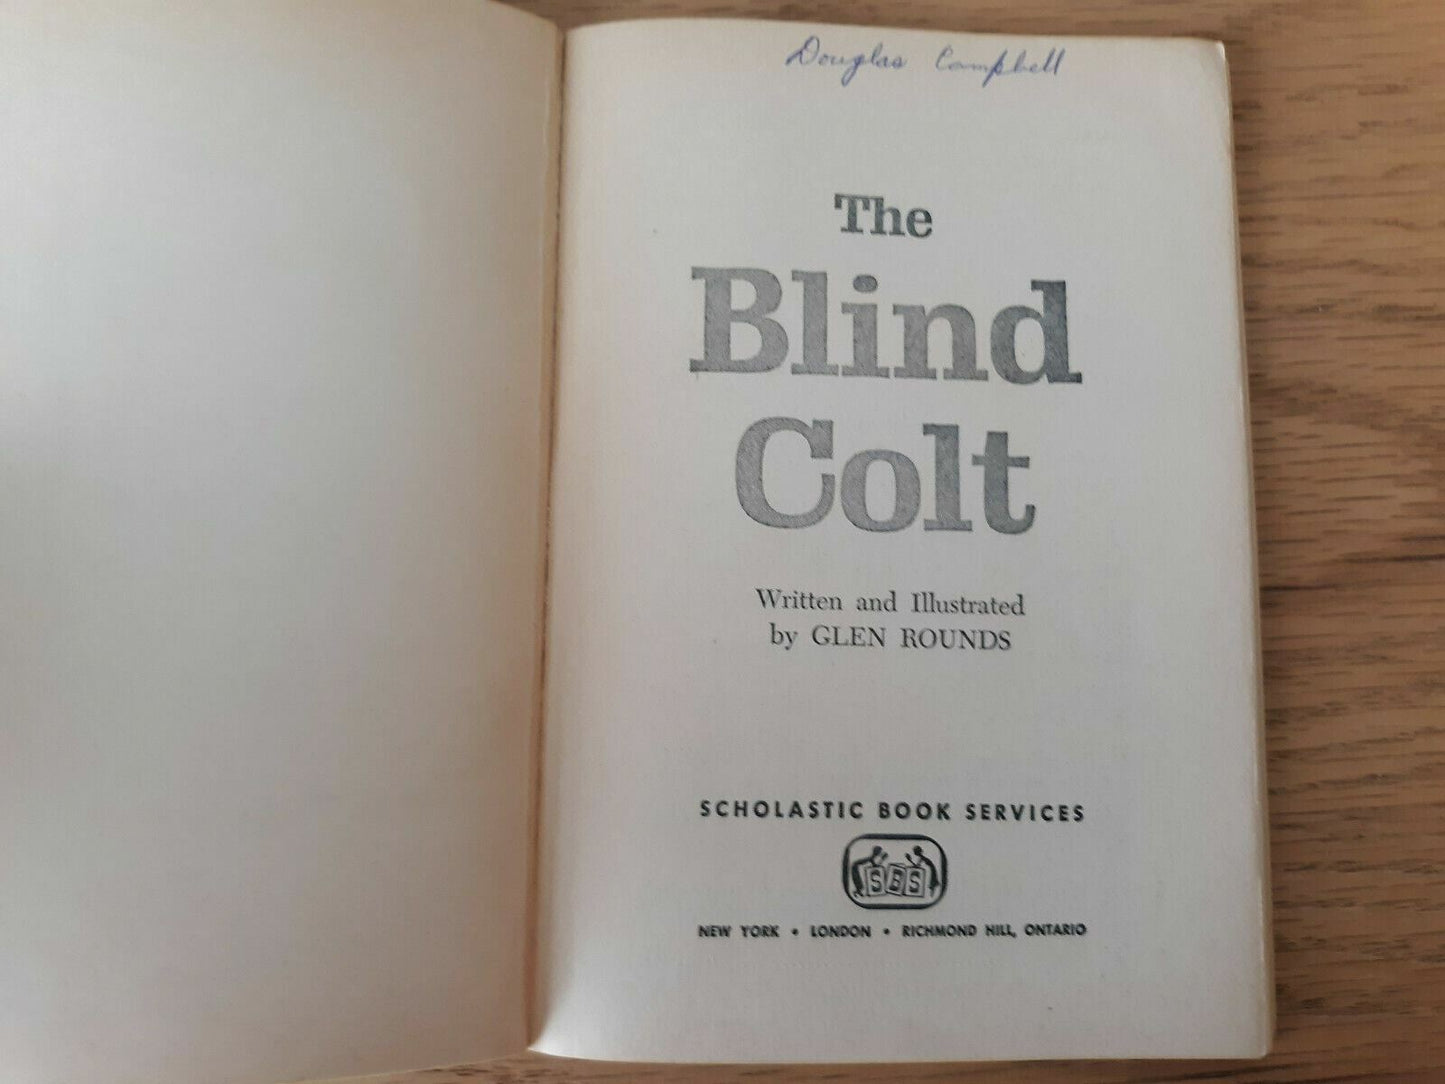 Douglas Campbell
The
Blind
Colt
Written and Illustrated
by GLEN ROUNDS
SCHOLASTIC BOOK SERVICES
SBS
NEW YORK • LONDON • RICHMOND HILL, ONTARIO